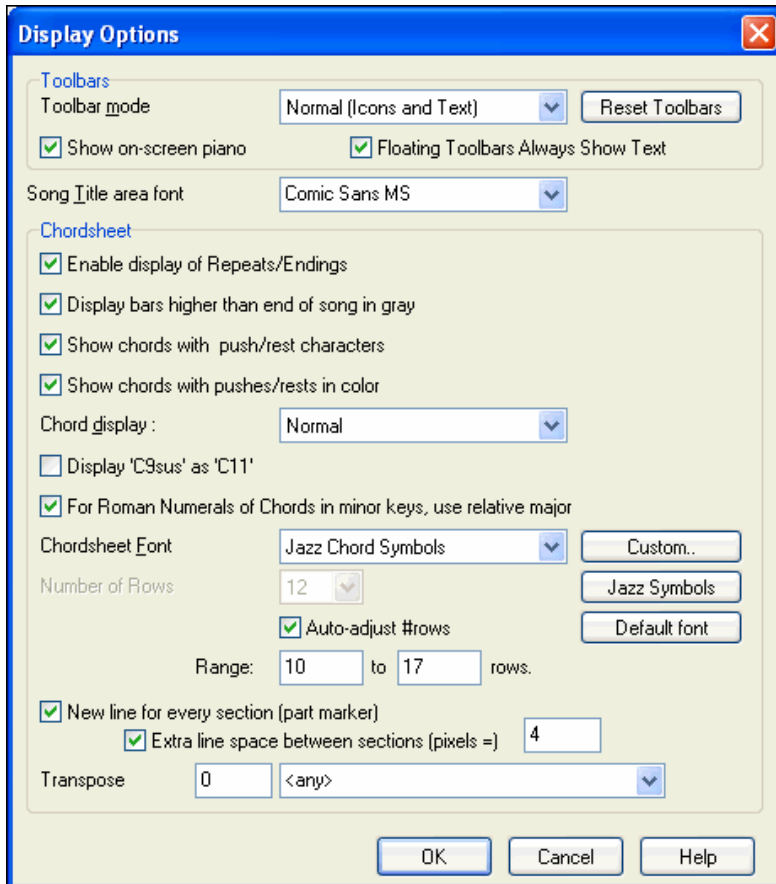 Display Options
Toolbars
Toolbar mode Normal (Icons and Text) Reset Toolbars
Show on-screen piano Floating Toolbars Always Show Text
Song Title area font Comic Sans MS
Chordsheet
Enable display of Repeats/Endings
Display bars higher than end of song in gray
Show chords with push/rest characters
Show chords with pushes/rests in color
Chord display : Normal
Display 'C9sus' as 'C11'
For Roman Numerals of Chords in minor keys, use relative major
Chordsheet Font Jazz Chord Symbols Custom..
Number of Rows 12 Jazz Symbols
Auto-adjust #rows Default font
Range: 10 to 17 rows.
New line for every section (part marker)
Extra line space between sections (pixels =) 4
Transpose 0 <any>
OK Cancel Help